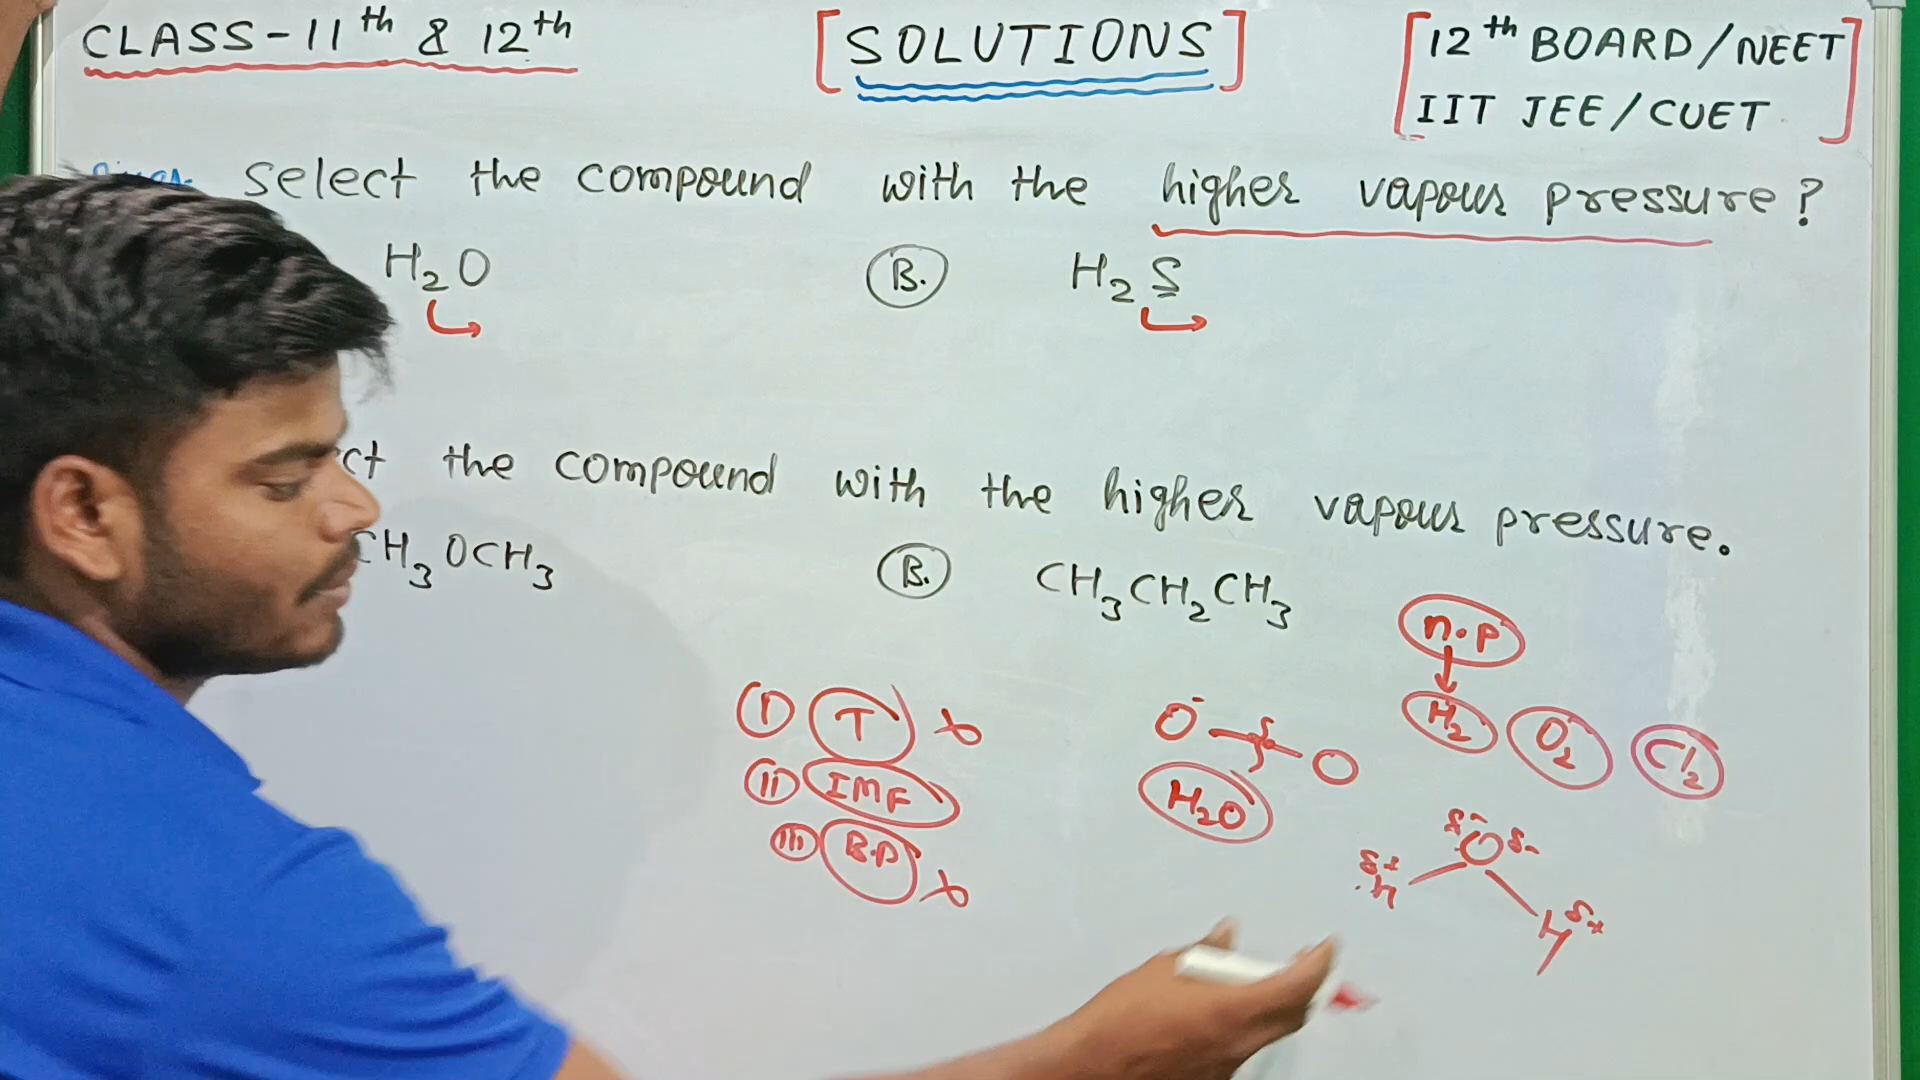 CLASS-11th & 12th
[SOLUTIONS]
[12th BOARD/NEET
IIT JEE/CUET]
select the compound with the higher vapour pressure?
H2O
B. H2S
the compound with the higher vapour pressure.
CH3OCH3
B. CH3CH2CH3
n.p
H2 O2 Cl2
I T
II IMF
III B.P
O- O
H2O
δ- O δ-
δ+ H
H δ+